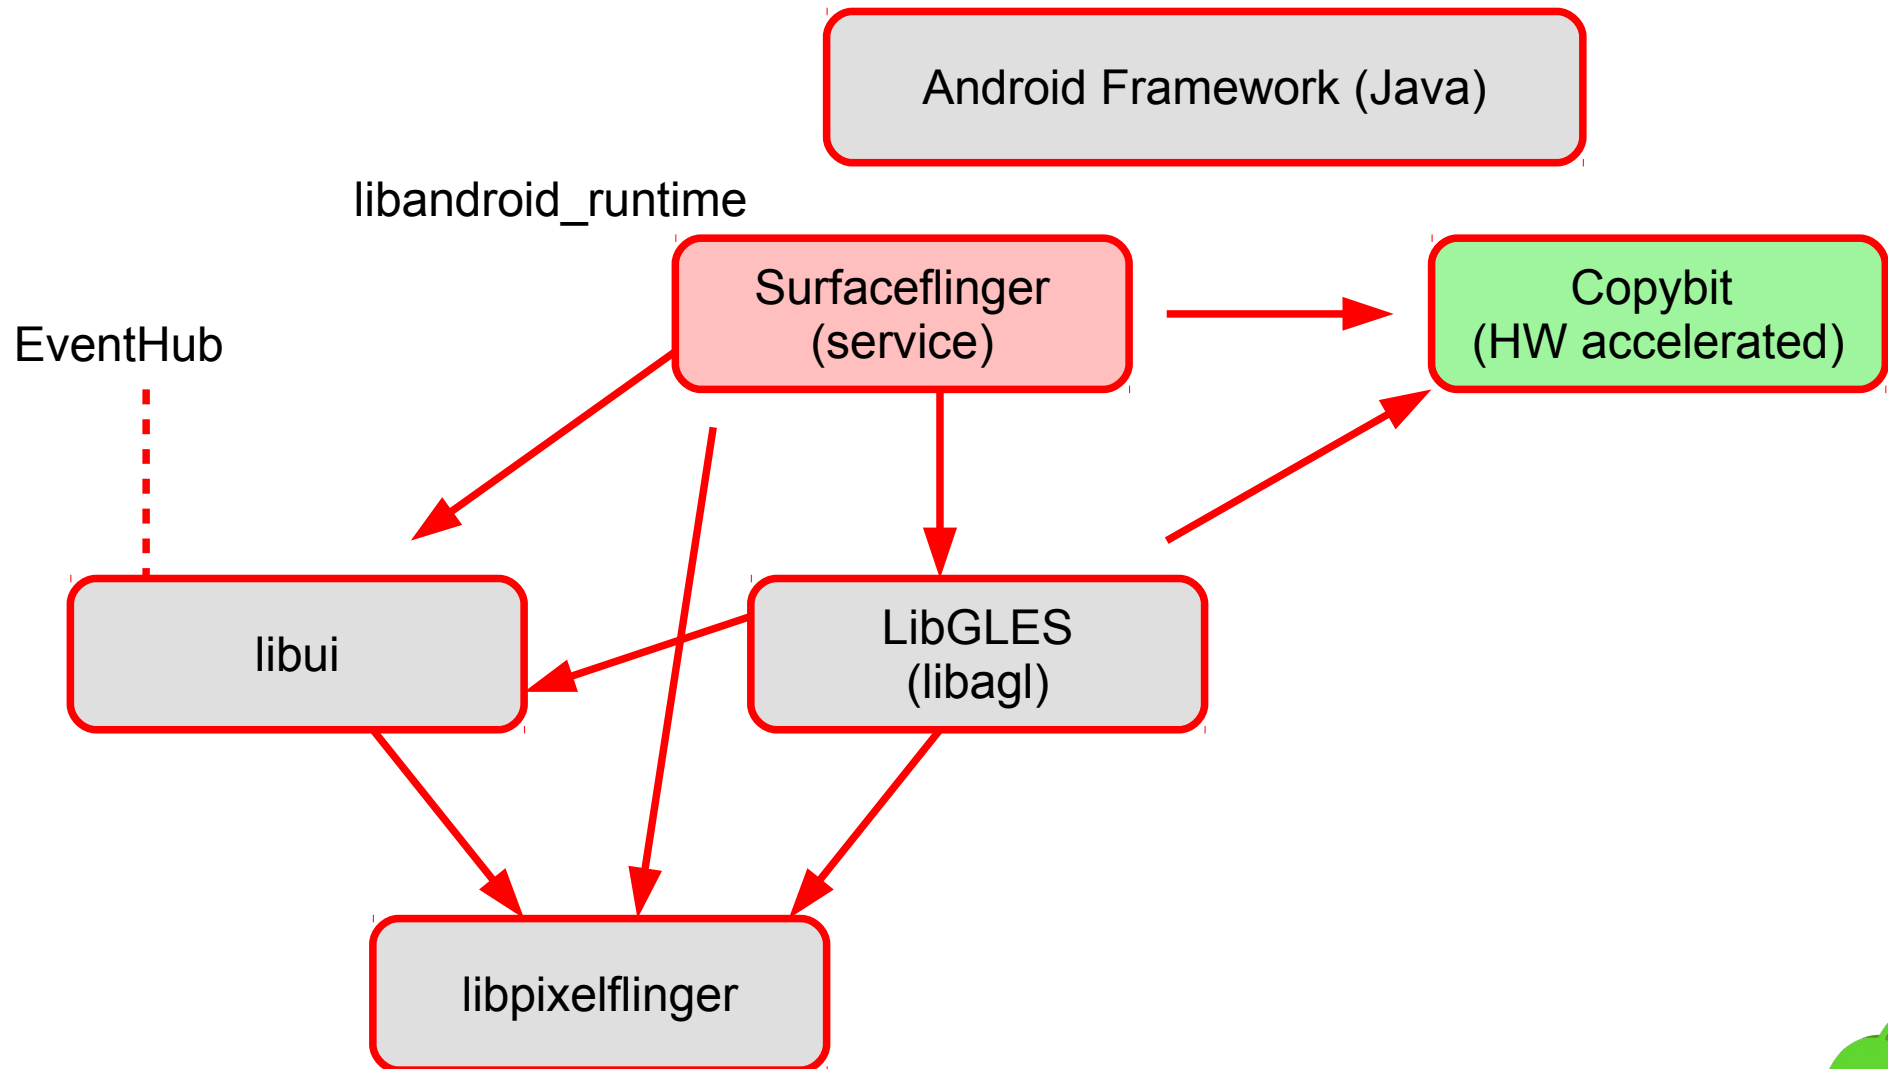 Android Framework (Java)
libandroid_runtime
Surfaceflinger
(service)
Copybit
(HW accelerated)
EventHub
libui
LibGLES
(libagl)
libpixelflinger